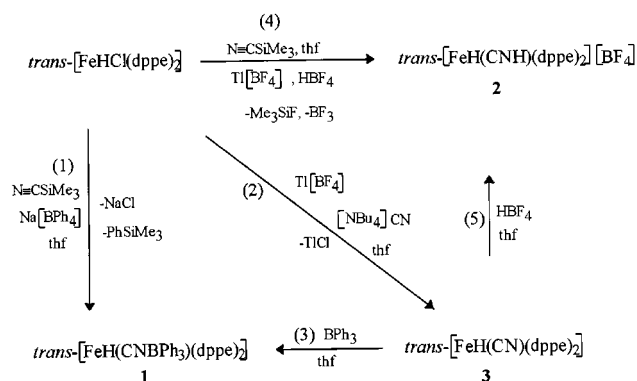 (4)
N≡CSiMe₃, thf
trans-[FeHCl(dppe)₂]
Tl[BF₄] , HBF₄
-Me₃SiF, -BF₃
trans-[FeH(CNH)(dppe)₂][BF₄]
2
(1)
N≡CSiMe₃
Na[BPh₄]
thf
-NaCl
-PhSiMe₃
(2)
Tl[BF₄]
[NBu₄]CN
-TlCl
thf
(5)
HBF₄
thf
trans-[FeH(CNBPh₃)(dppe)₂]
1
(3) BPh₃
thf
trans-[FeH(CN)(dppe)₂]
3